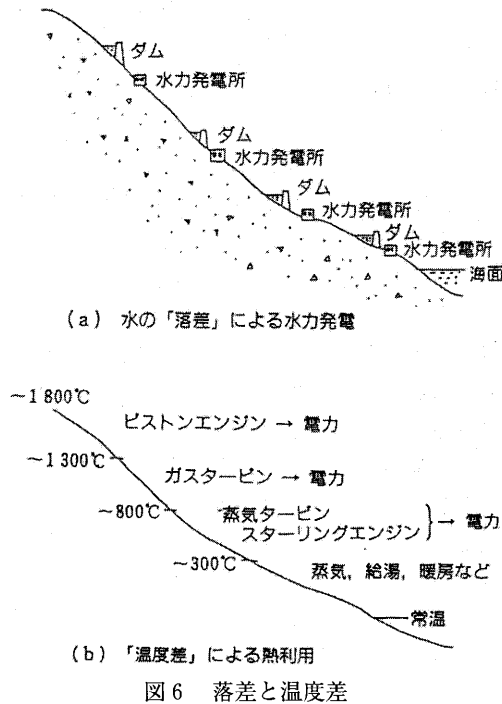 ダム
水力発電所
ダム
水力発電所
ダム
水力発電所
ダム
水力発電所
海面
(a) 水の「落差」による水力発電
~1800℃
ピストンエンジン → 電力
~1300℃
ガスタービン → 電力
~800℃
蒸気タービン
スターリングエンジン → 電力
~300℃
蒸気,給湯,暖房など
常温
(b) 「温度差」による熱利用
図6 落差と温度差